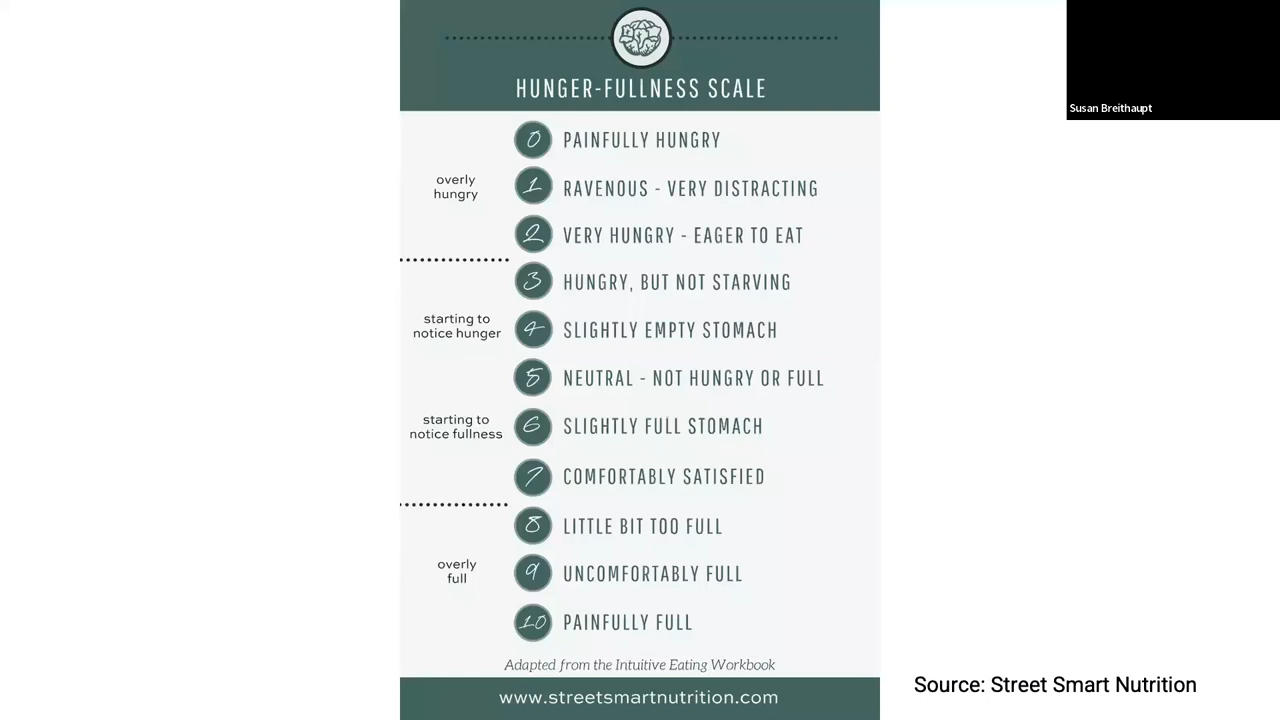 HUNGER-FULLNESS SCALE
0 PAINFULLY HUNGRY
overly
hungry
1 RAVENOUS - VERY DISTRACTING
2 VERY HUNGRY - EAGER TO EAT
3 HUNGRY, BUT NOT STARVING
starting to
notice hunger
4 SLIGHTLY EMPTY STOMACH
5 NEUTRAL - NOT HUNGRY OR FULL
starting to
notice fullness
6 SLIGHTLY FULL STOMACH
7 COMFORTABLY SATISFIED
8 LITTLE BIT TOO FULL
overly
full
9 UNCOMFORTABLY FULL
10 PAINFULLY FULL
Adapted from the Intuitive Eating Workbook
www.streetsmartnutrition.com
Source: Street Smart Nutrition
Susan Breithaupt